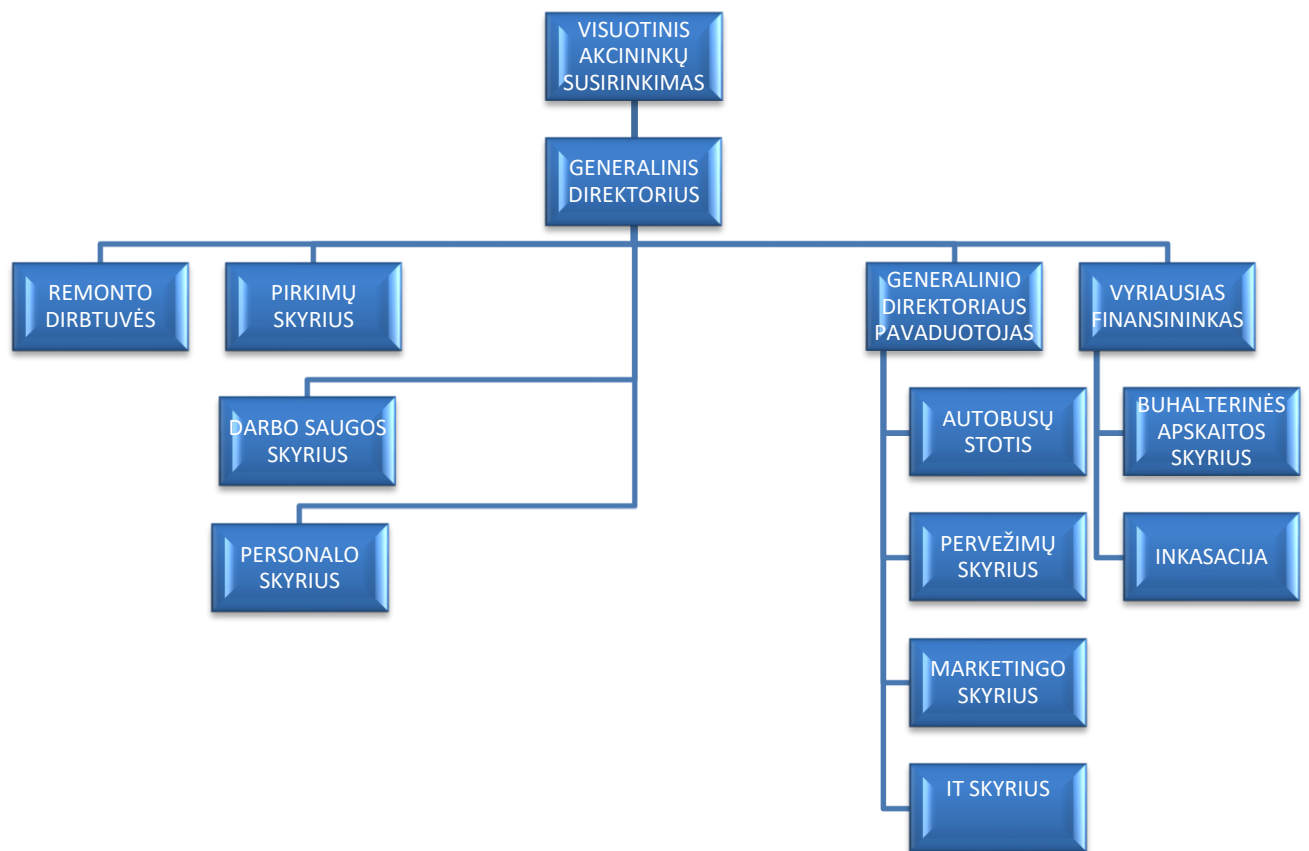 VISUOTINIS
AKCININKŲ
SUSIRINKIMAS
GENERALINIS
DIREKTORIUS
REMONTO
DIRBTUVĖS
PIRKIMŲ
SKYRIUS
GENERALINIO
DIREKTORIAUS
PAVADUOTOJAS
VYRIAUSIAS
FINANSININKAS
DARBO SAUGOS
SKYRIUS
PERSONALO
SKYRIUS
AUTOBUSŲ
STOTIS
PERVEŽIMŲ
SKYRIUS
MARKETINGO
SKYRIUS
IT SKYRIUS
BUHALTERINĖS
APSKAITOS
SKYRIUS
INKASACIJA